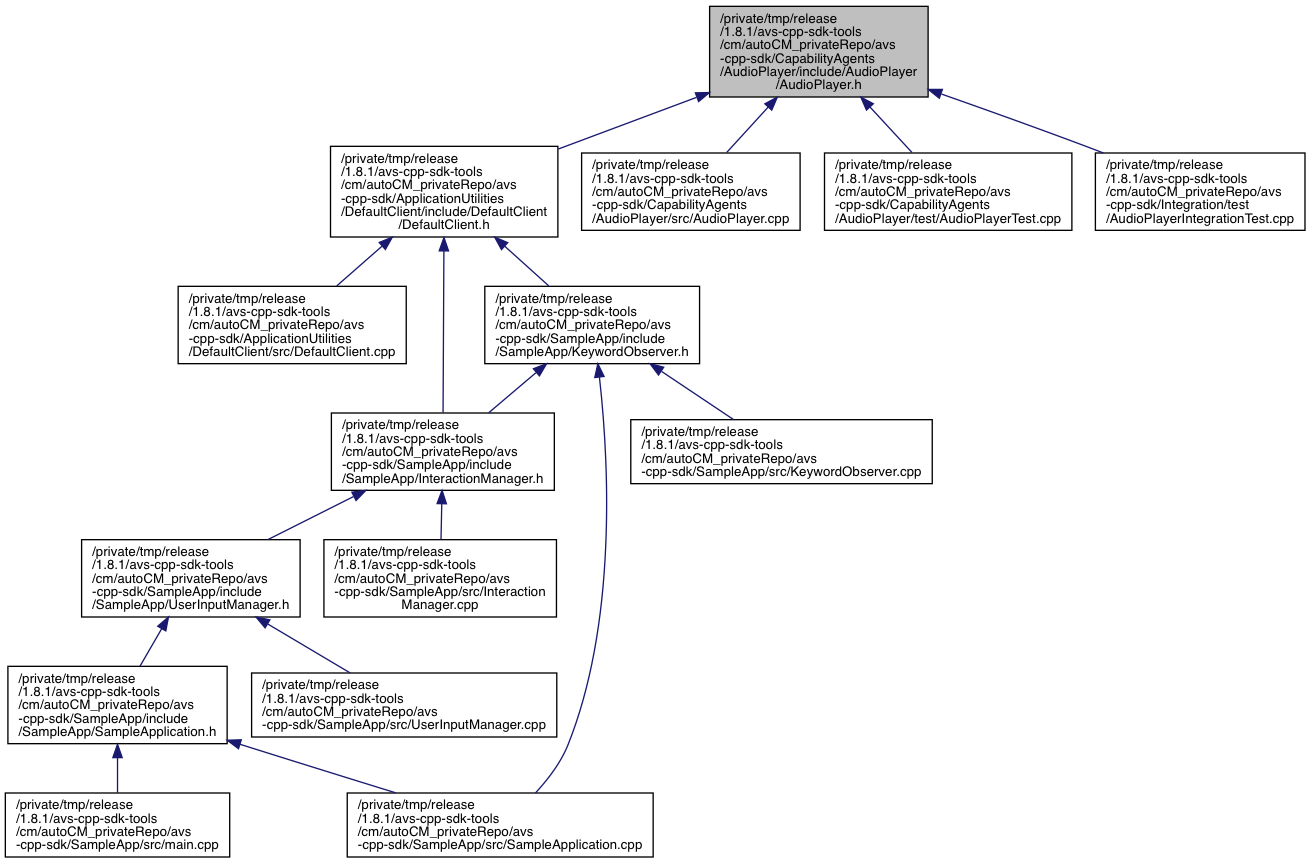 /private/tmp/release
/1.8.1/avs-cpp-sdk-tools
/cm/autoCM_privateRepo/avs
-cpp-sdk/CapabilityAgents
/AudioPlayer/include/AudioPlayer
/AudioPlayer.h
/private/tmp/release
/1.8.1/avs-cpp-sdk-tools
/cm/autoCM_privateRepo/avs
-cpp-sdk/ApplicationUtilities
/DefaultClient/include/DefaultClient
/DefaultClient.h
/private/tmp/release
/1.8.1/avs-cpp-sdk-tools
/cm/autoCM_privateRepo/avs
-cpp-sdk/CapabilityAgents
/AudioPlayer/src/AudioPlayer.cpp
/private/tmp/release
/1.8.1/avs-cpp-sdk-tools
/cm/autoCM_privateRepo/avs
-cpp-sdk/CapabilityAgents
/AudioPlayer/test/AudioPlayerTest.cpp
/private/tmp/release
/1.8.1/avs-cpp-sdk-tools
/cm/autoCM_privateRepo/avs
-cpp-sdk/Integration/test
/AudioPlayerIntegrationTest.cpp
/private/tmp/release
/1.8.1/avs-cpp-sdk-tools
/cm/autoCM_privateRepo/avs
-cpp-sdk/ApplicationUtilities
/DefaultClient/src/DefaultClient.cpp
/private/tmp/release
/1.8.1/avs-cpp-sdk-tools
/cm/autoCM_privateRepo/avs
-cpp-sdk/SampleApp/include
/SampleApp/KeywordObserver.h
/private/tmp/release
/1.8.1/avs-cpp-sdk-tools
/cm/autoCM_privateRepo/avs
-cpp-sdk/SampleApp/include
/SampleApp/InteractionManager.h
/private/tmp/release
/1.8.1/avs-cpp-sdk-tools
/cm/autoCM_privateRepo/avs
-cpp-sdk/SampleApp/src/KeywordObserver.cpp
/private/tmp/release
/1.8.1/avs-cpp-sdk-tools
/cm/autoCM_privateRepo/avs
-cpp-sdk/SampleApp/include
/SampleApp/UserInputManager.h
/private/tmp/release
/1.8.1/avs-cpp-sdk-tools
/cm/autoCM_privateRepo/avs
-cpp-sdk/SampleApp/src/Interaction
Manager.cpp
/private/tmp/release
/1.8.1/avs-cpp-sdk-tools
/cm/autoCM_privateRepo/avs
-cpp-sdk/SampleApp/include
/SampleApp/SampleApplication.h
/private/tmp/release
/1.8.1/avs-cpp-sdk-tools
/cm/autoCM_privateRepo/avs
-cpp-sdk/SampleApp/src/UserInputManager.cpp
/private/tmp/release
/1.8.1/avs-cpp-sdk-tools
/cm/autoCM_privateRepo/avs
-cpp-sdk/SampleApp/src/main.cpp
/private/tmp/release
/1.8.1/avs-cpp-sdk-tools
/cm/autoCM_privateRepo/avs
-cpp-sdk/SampleApp/src/SampleApplication.cpp